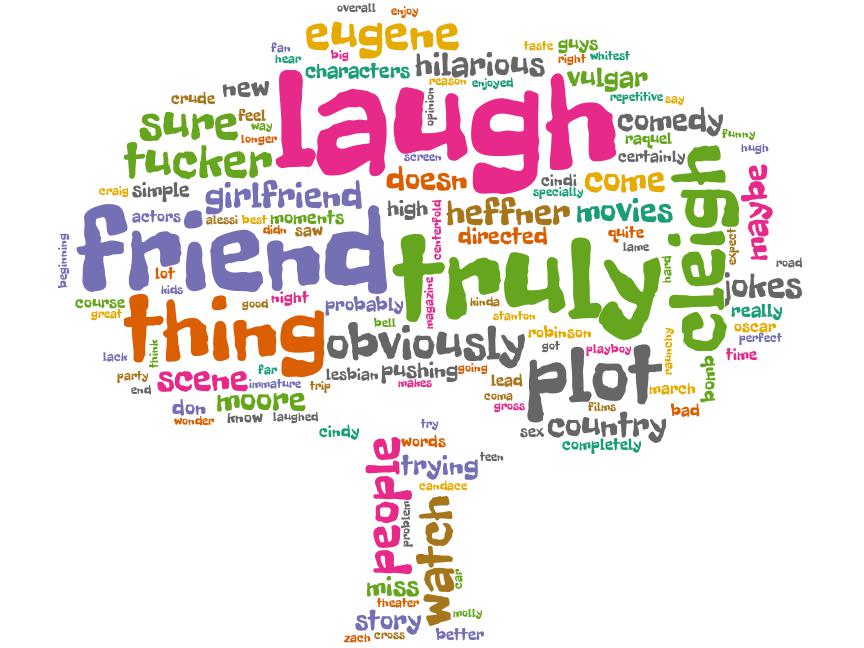 overall
enjoy
eugene
fan
hear
big
taste
guys
right
whitest
characters
hilarious
reason
enjoyed
vulgar
crude
new
laugh
opinion
repetitive
say
sure
feel
way
longer
comedy
raquel
funny
hugh
tucker
screen
certainly
craig
simple
girlfriend
doesn
cindi
specially
come
cleigh
maybe
actors
alessi
best
moments
high
centerfold
heffner
movies
friend
didn
saw
directed
quite
lame
expect
beginning
truly
hard
road
lot
kids
jokes
course
great
good
night
probably
magazine
kinda
stanton
really
oscar
perfect
thing
bell
obviously
robinson
got
playboy
raunchy
time
lack
think
plot
bomb
party
end
scene
immature
far
trip
lesbian
pushing
going
makes
lead
coma
gross
march
films
bad
don
wonder
moore
know
laughed
sex
country
completely
cindy
try
words
people
trying
teen
candace
problem
watch
car
miss
theater
story
molly
zach
cross
better